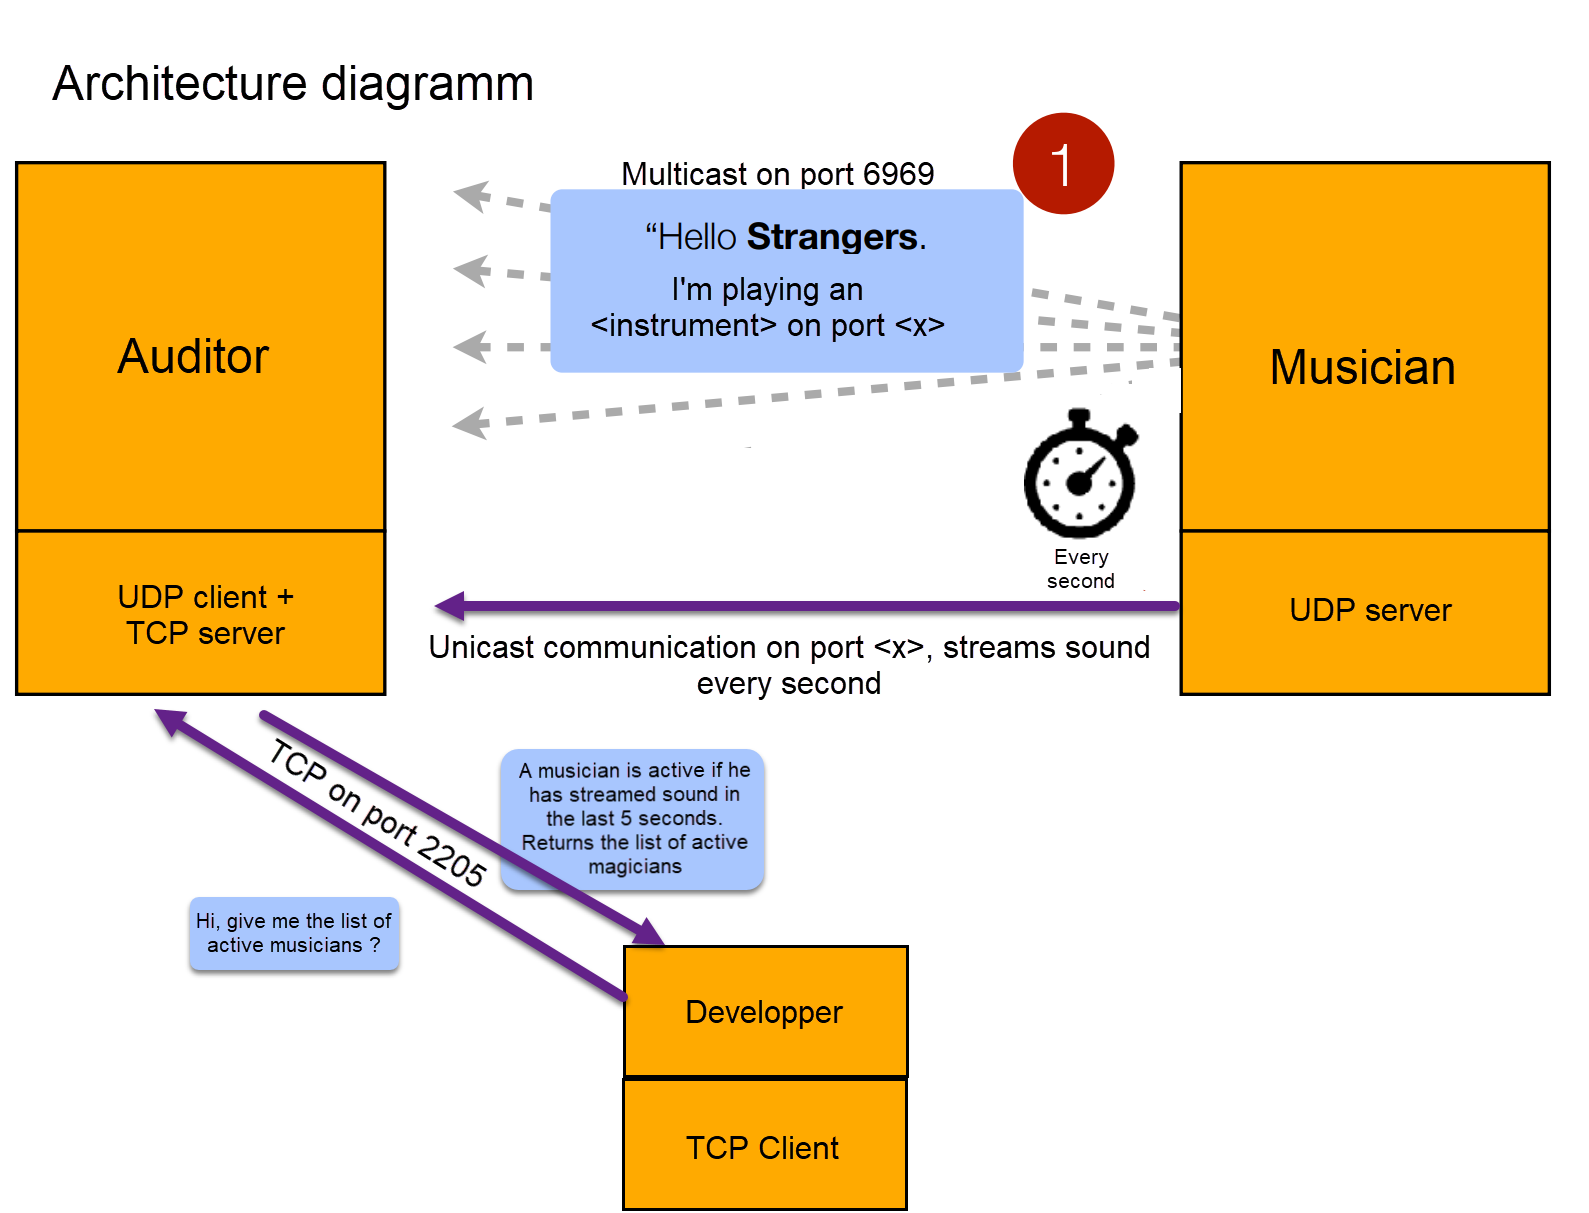 Architecture diagramm
1
Multicast on port 6969
“Hello Strangers.
I'm playing an
<instrument> on port <x>
Auditor
Musician
Every
second
UDP client +
TCP server
UDP server
Unicast communication on port <x>, streams sound
every second
TCP on port 2205
A musician is active if he
has streamed sound in
the last 5 seconds.
Returns the list of active
magicians
Hi, give me the list of
active musicians ?
Developper
TCP Client